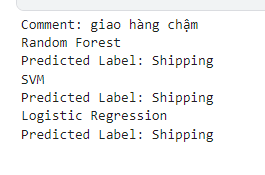 Comment: giao hàng chậm
Random Forest
Predicted Label: Shipping
SVM
Predicted Label: Shipping
Logistic Regression
Predicted Label: Shipping